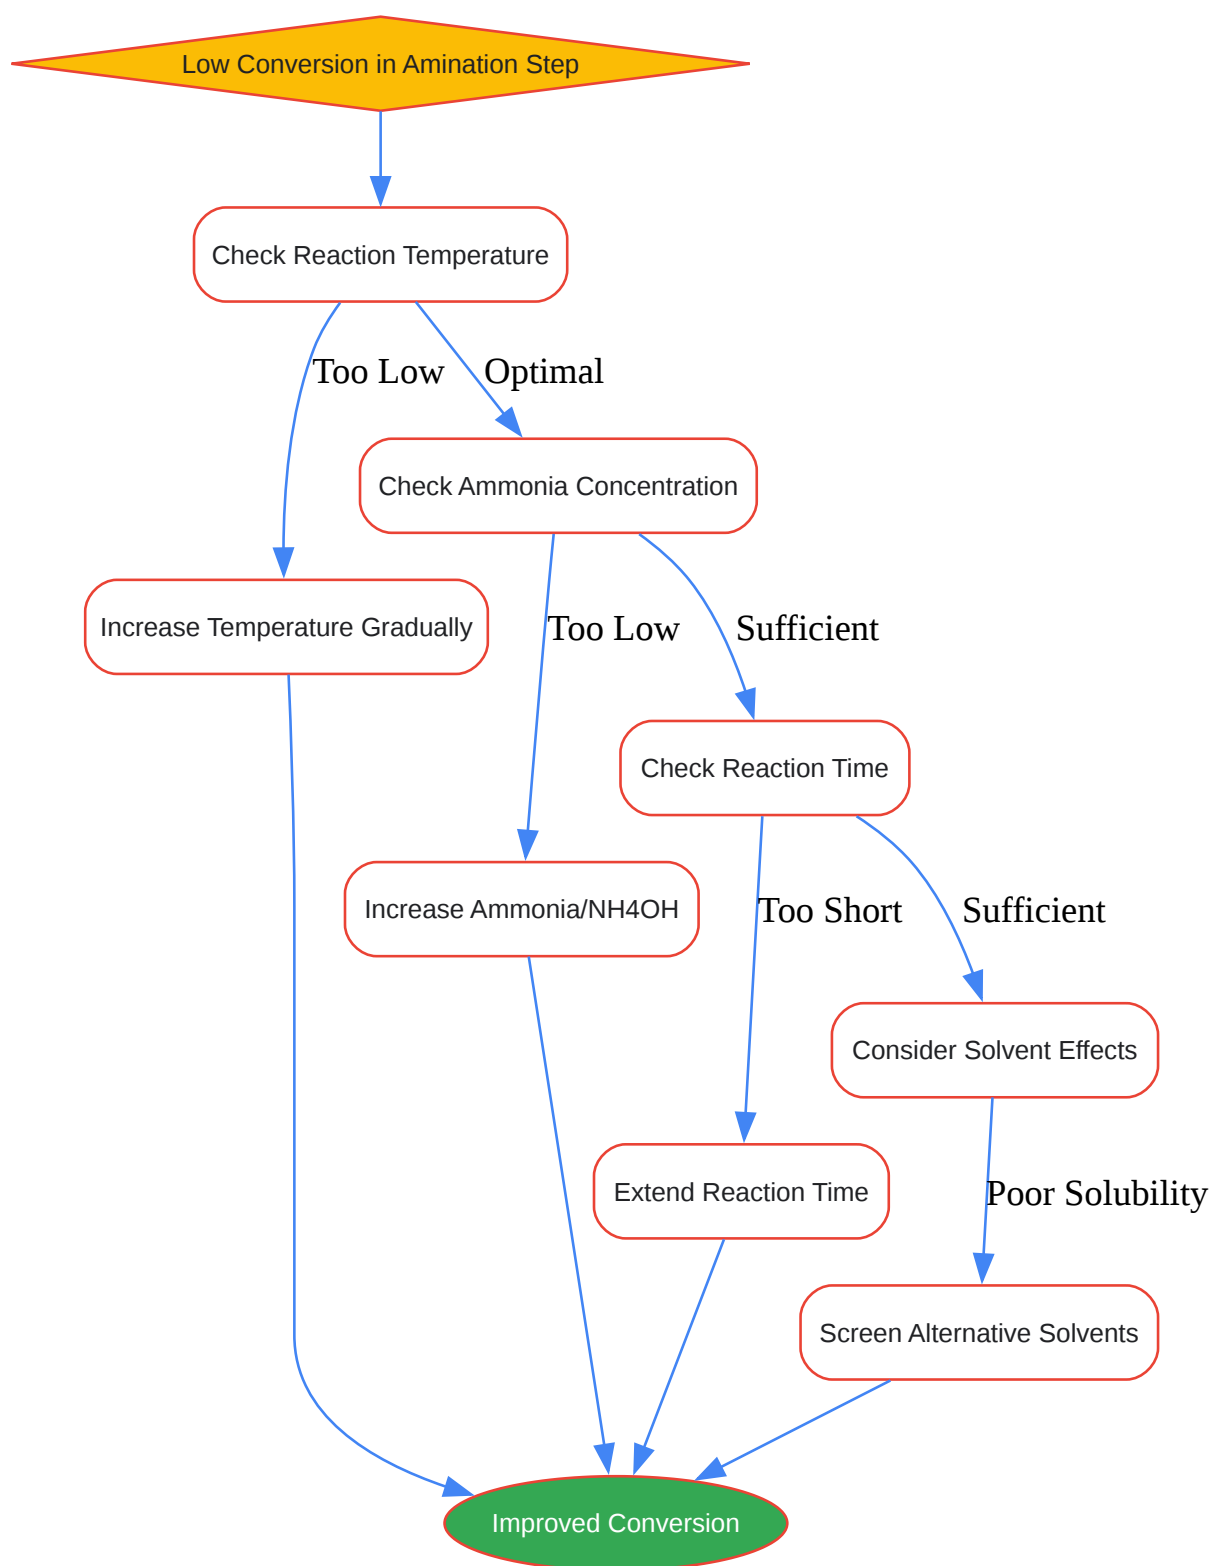 Low Conversion in Amination Step
Check Reaction Temperature
Too Low
Optimal
Check Ammonia Concentration
Increase Temperature Gradually
Too Low
Sufficient
Check Reaction Time
Increase Ammonia/NH4OH
Too Short
Sufficient
Consider Solvent Effects
Extend Reaction Time
Poor Solubility
Screen Alternative Solvents
Improved Conversion